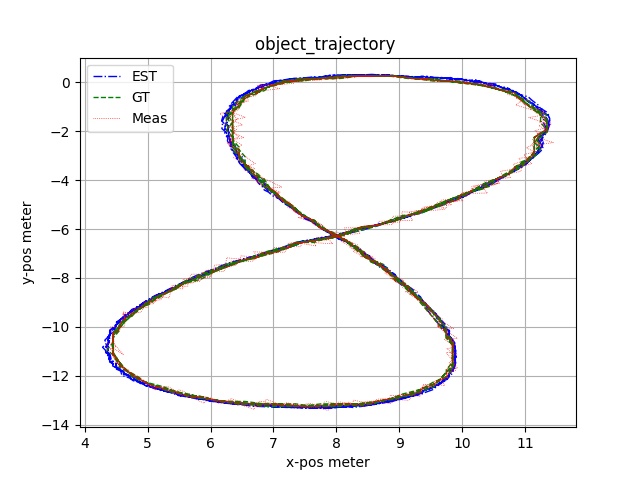 object_trajectory
EST
GT
Meas
0
−2
−4
−6
−8
−10
−12
−14
y-pos meter
4 5 6 7 8 9 10 11
x-pos meter